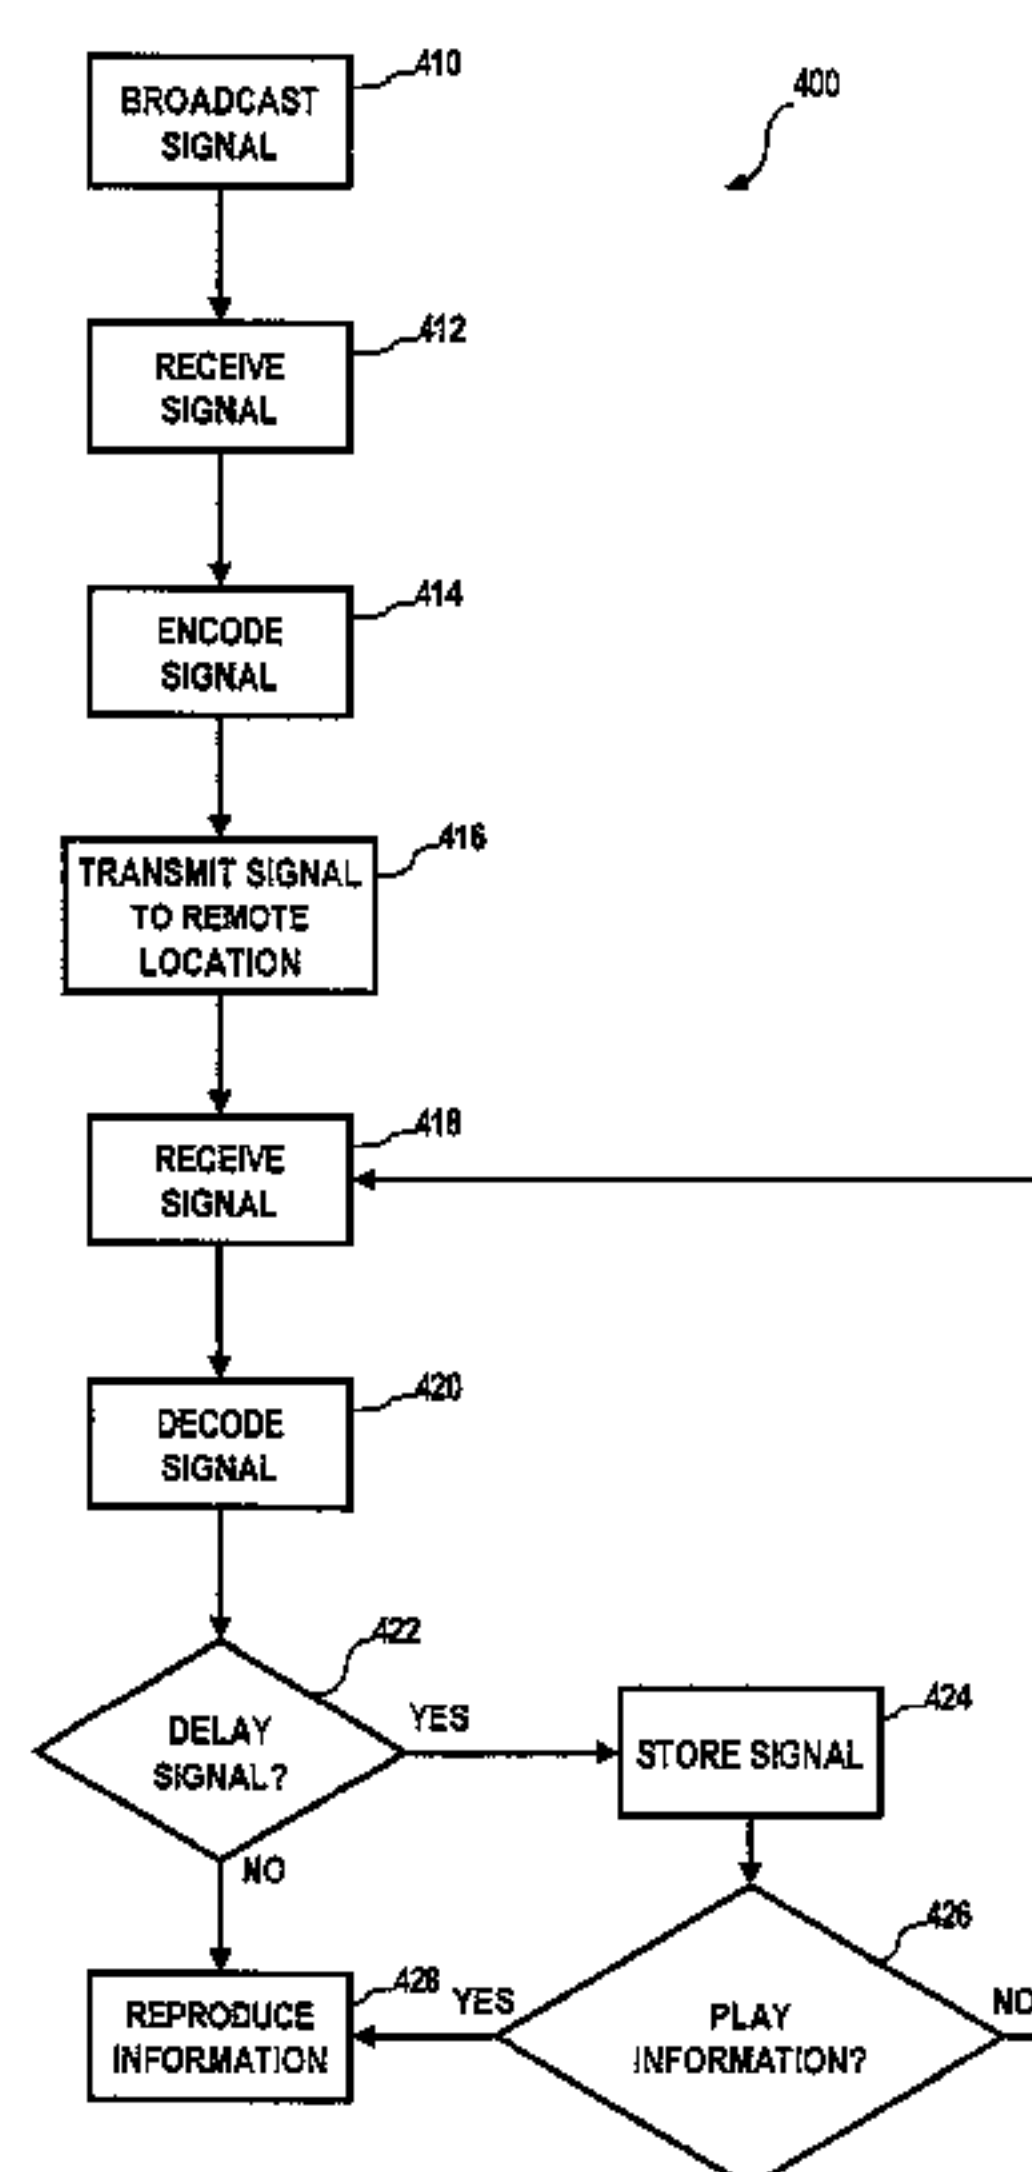 410
BROADCAST
SIGNAL
400
412
RECEIVE
SIGNAL
414
ENCODE
SIGNAL
416
TRANSMIT SIGNAL
TO REMOTE
LOCATION
418
RECEIVE
SIGNAL
420
DECODE
SIGNAL
422
DELAY
SIGNAL?
YES
NO
424
STORE SIGNAL
426
PLAY
INFORMATION?
YES
NO
428
REPRODUCE
INFORMATION